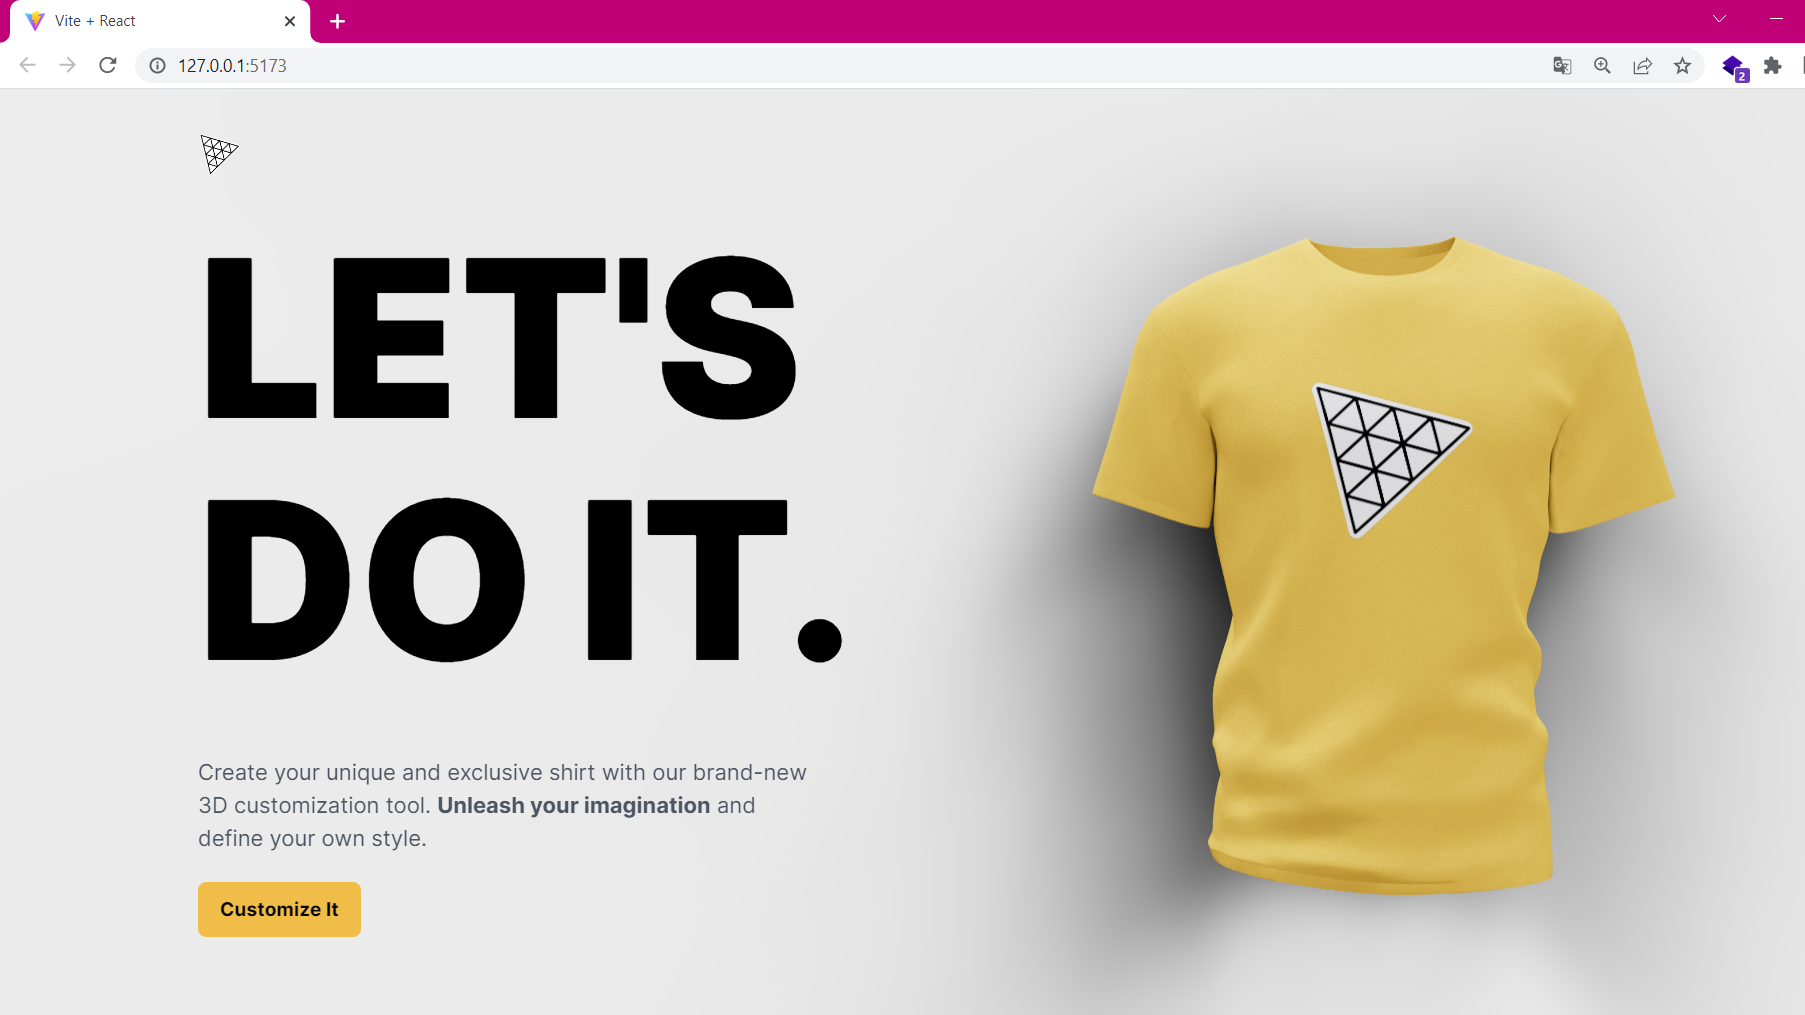 Vite + React
127.0.0.1:5173
2
LET'S
DO IT.
Create your unique and exclusive shirt with our brand-new
3D customization tool. Unleash your imagination and
define your own style.
Customize It